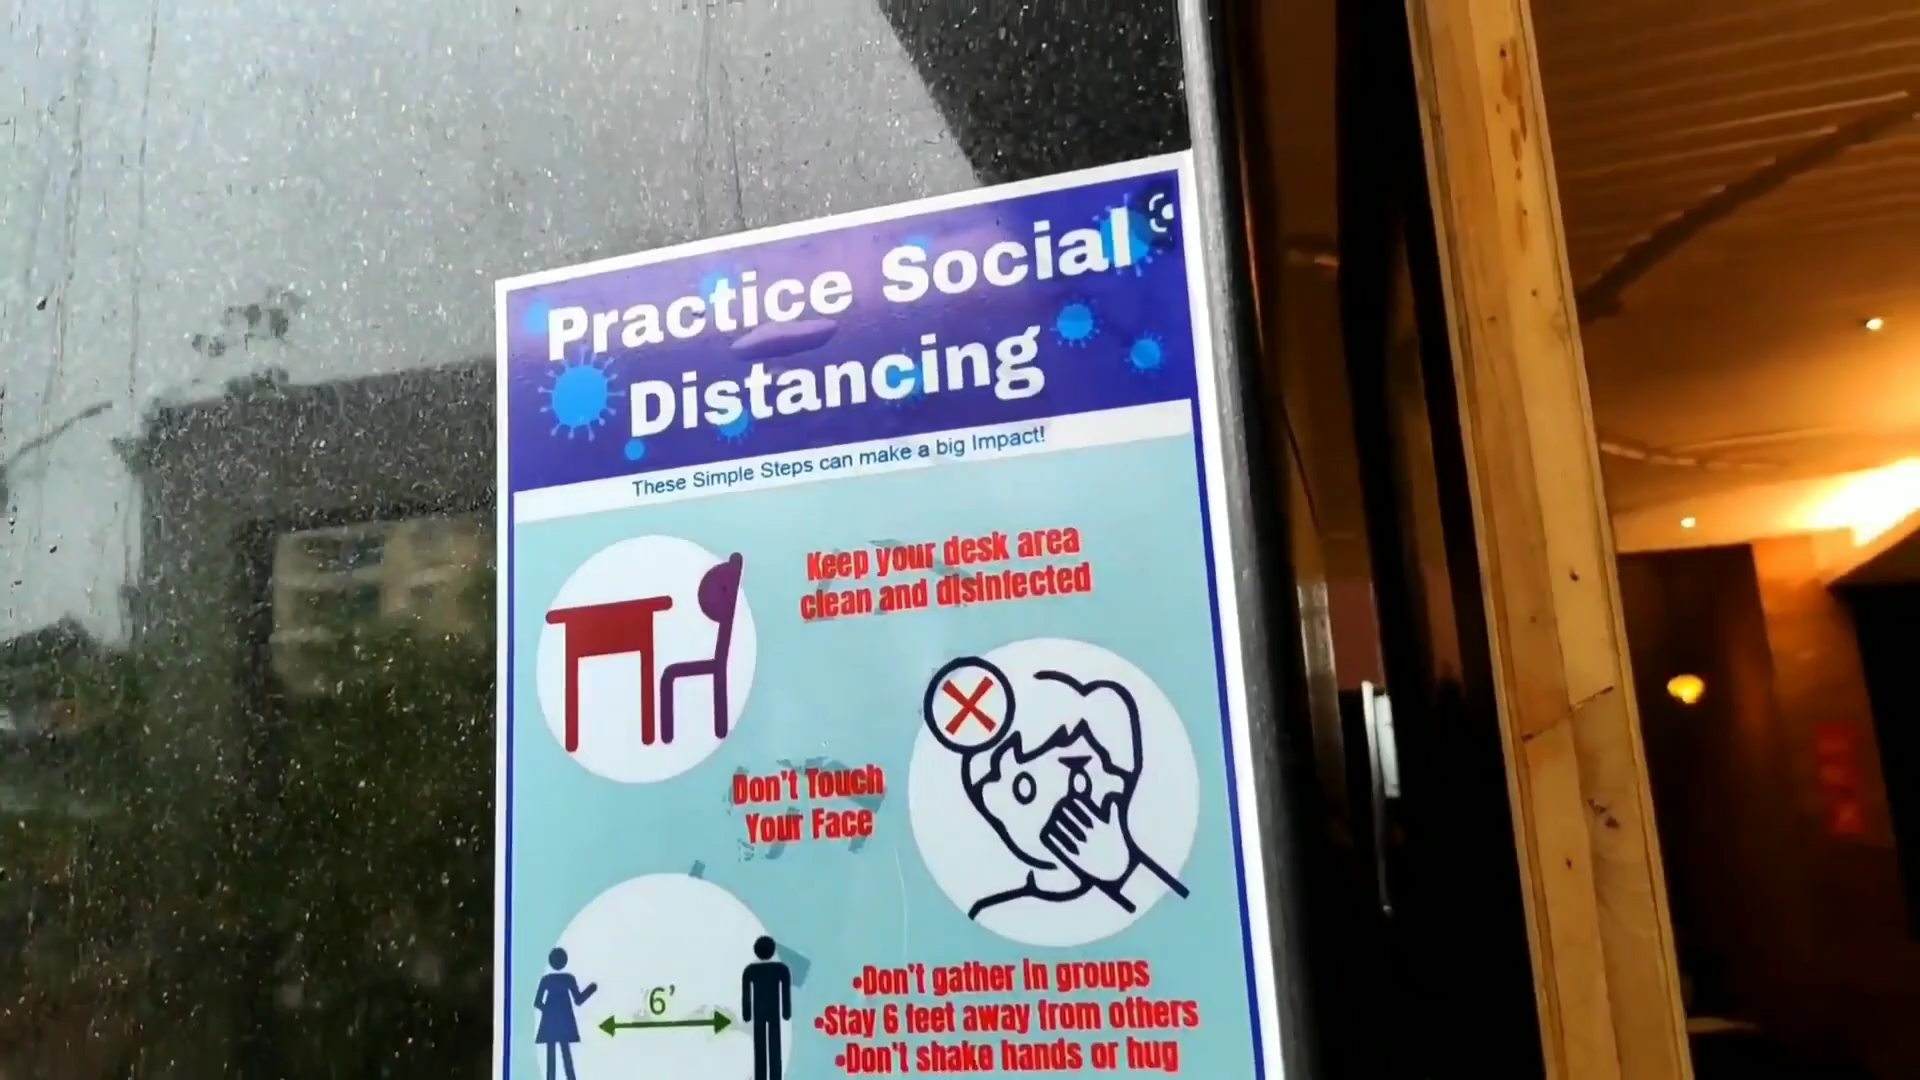 Practice Social
Distancing
These Simple Steps can make a big Impact!
Keep your desk area
clean and disinfected
Don't Touch
Your Face
6'
•Don't gather in groups
•Stay 6 feet away from others
•Don't shake hands or hug